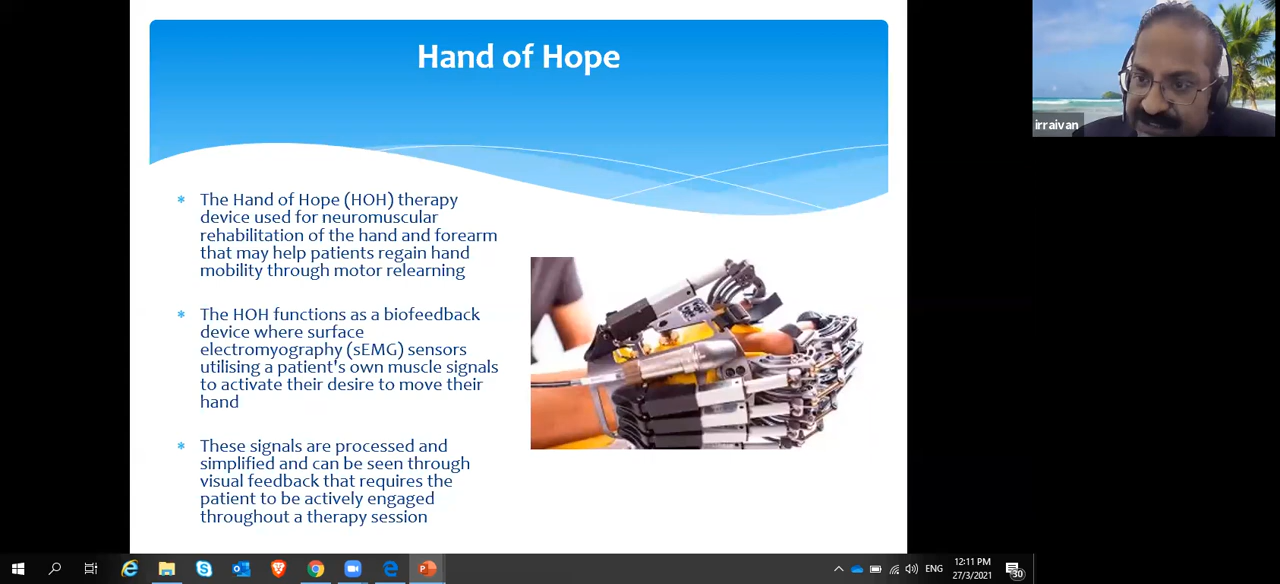 Hand of Hope
irraivan
* The Hand of Hope (HOH) therapy
device used for neuromuscular
rehabilitation of the hand and forearm
that may help patients regain hand
mobility through motor relearning
* The HOH functions as a biofeedback
device where surface
electromyography (sEMG) sensors
utilising a patient's own muscle signals
to activate their desire to move their
hand
* These signals are processed and
simplified and can be seen through
visual feedback that requires the
patient to be actively engaged
throughout a therapy session
ENG
12:11 PM
27/3/2021
30